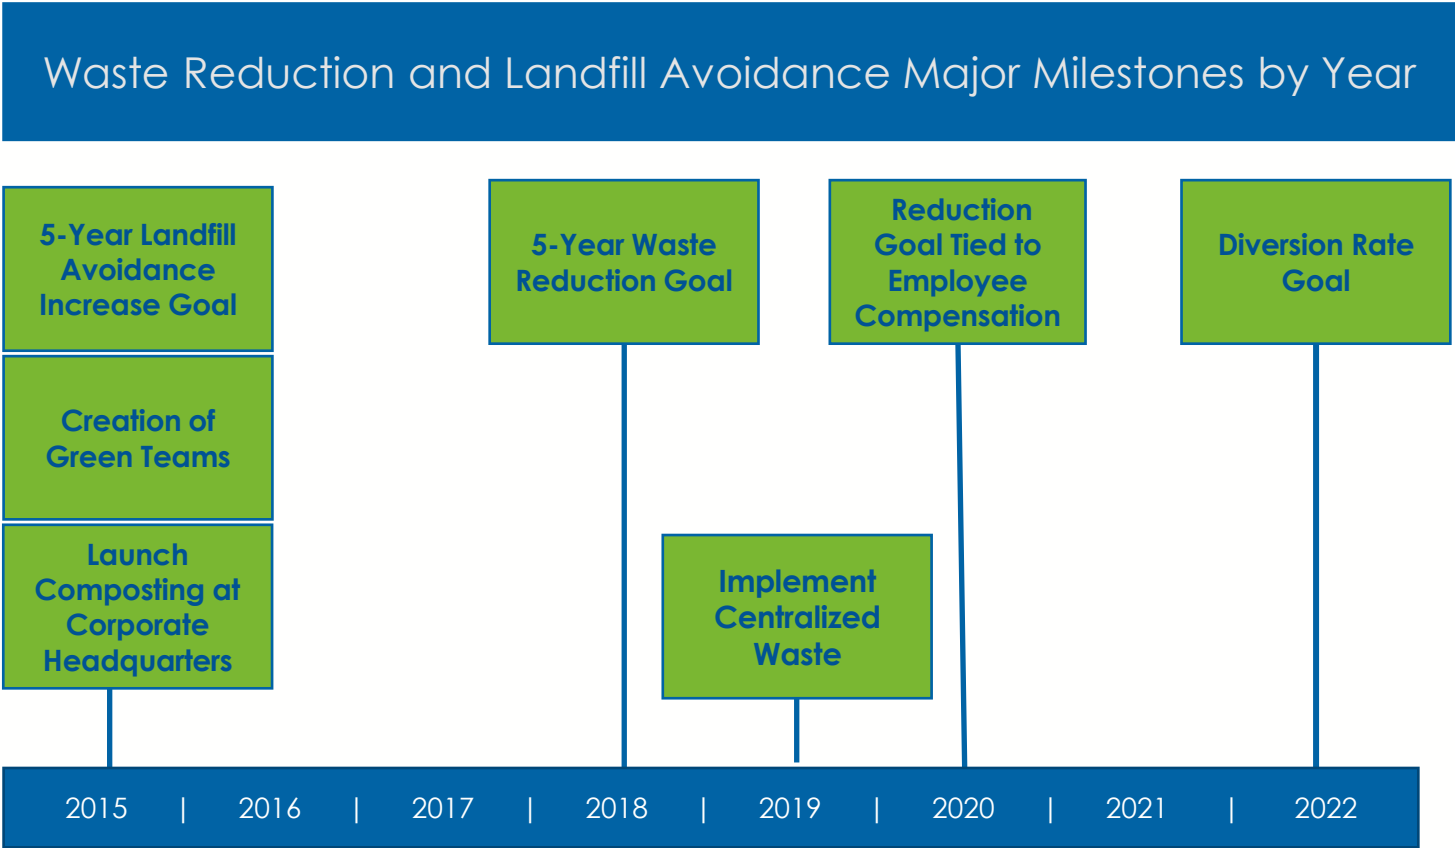 Waste Reduction and Landfill Avoidance Major Milestones by Year
5-Year Landfill
Avoidance
Increase Goal
Creation of
Green Teams
Launch
Composting at
Corporate
Headquarters
5-Year Waste
Reduction Goal
Implement
Centralized
Waste
Reduction
Goal Tied to
Employee
Compensation
Diversion Rate
Goal
2015 | 2016 | 2017 | 2018 | 2019 | 2020 | 2021 | 2022